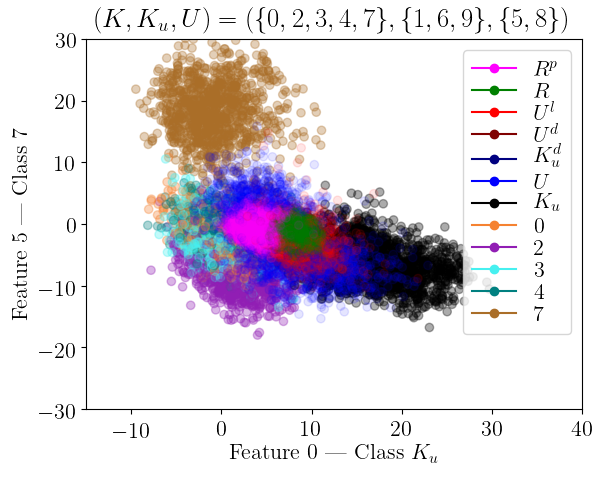 (K, K_u, U) = ({0, 2, 3, 4, 7}, {1, 6, 9}, {5, 8})
30
20
10
0
−10
−20
−30
Feature 5 — Class 7
R^p
R
U^l
U^d
K_u^d
U
K_u
0
2
3
4
7
−10
0
10
20
30
40
Feature 0 — Class K_u